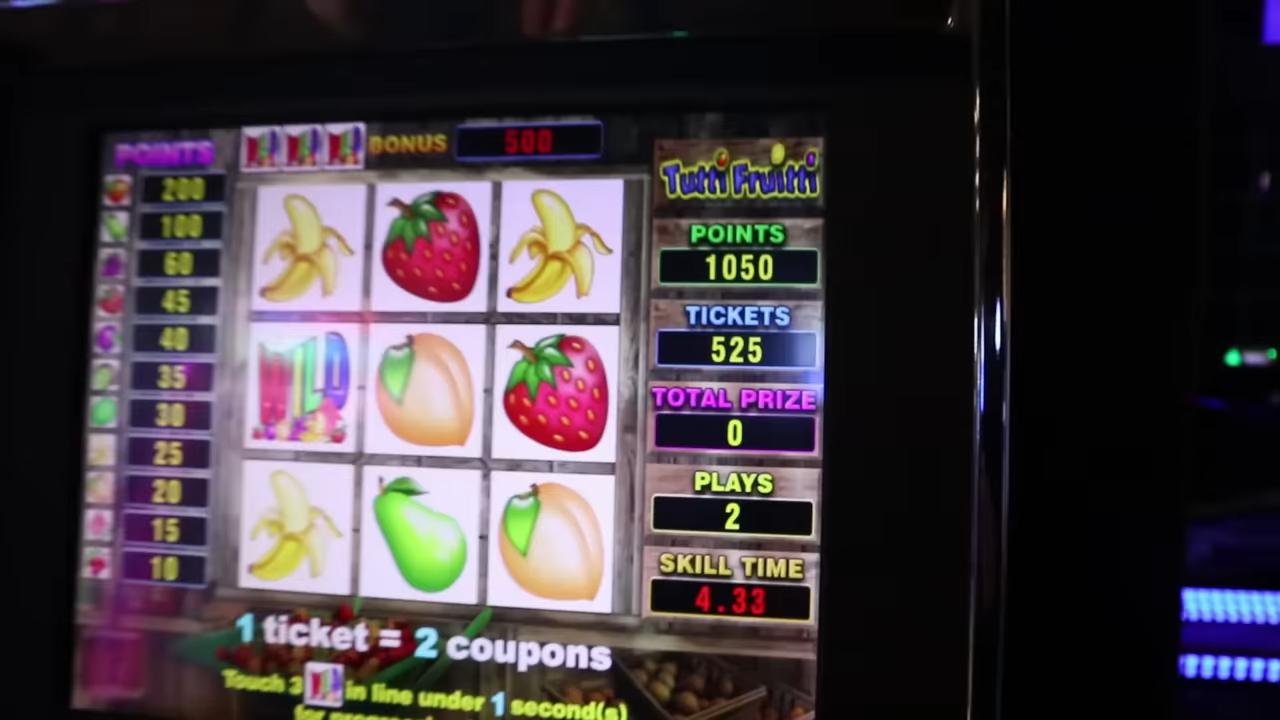 POINTS
200
100
60
45
40
35
30
25
20
15
10
BONUS 500
WILD
Tutti Fruitti
POINTS
1050
TICKETS
525
TOTAL PRIZE
0
PLAYS
2
SKILL TIME
4.33
1 ticket = 2 coupons
Touch 3 in line under 1 second(s)
for